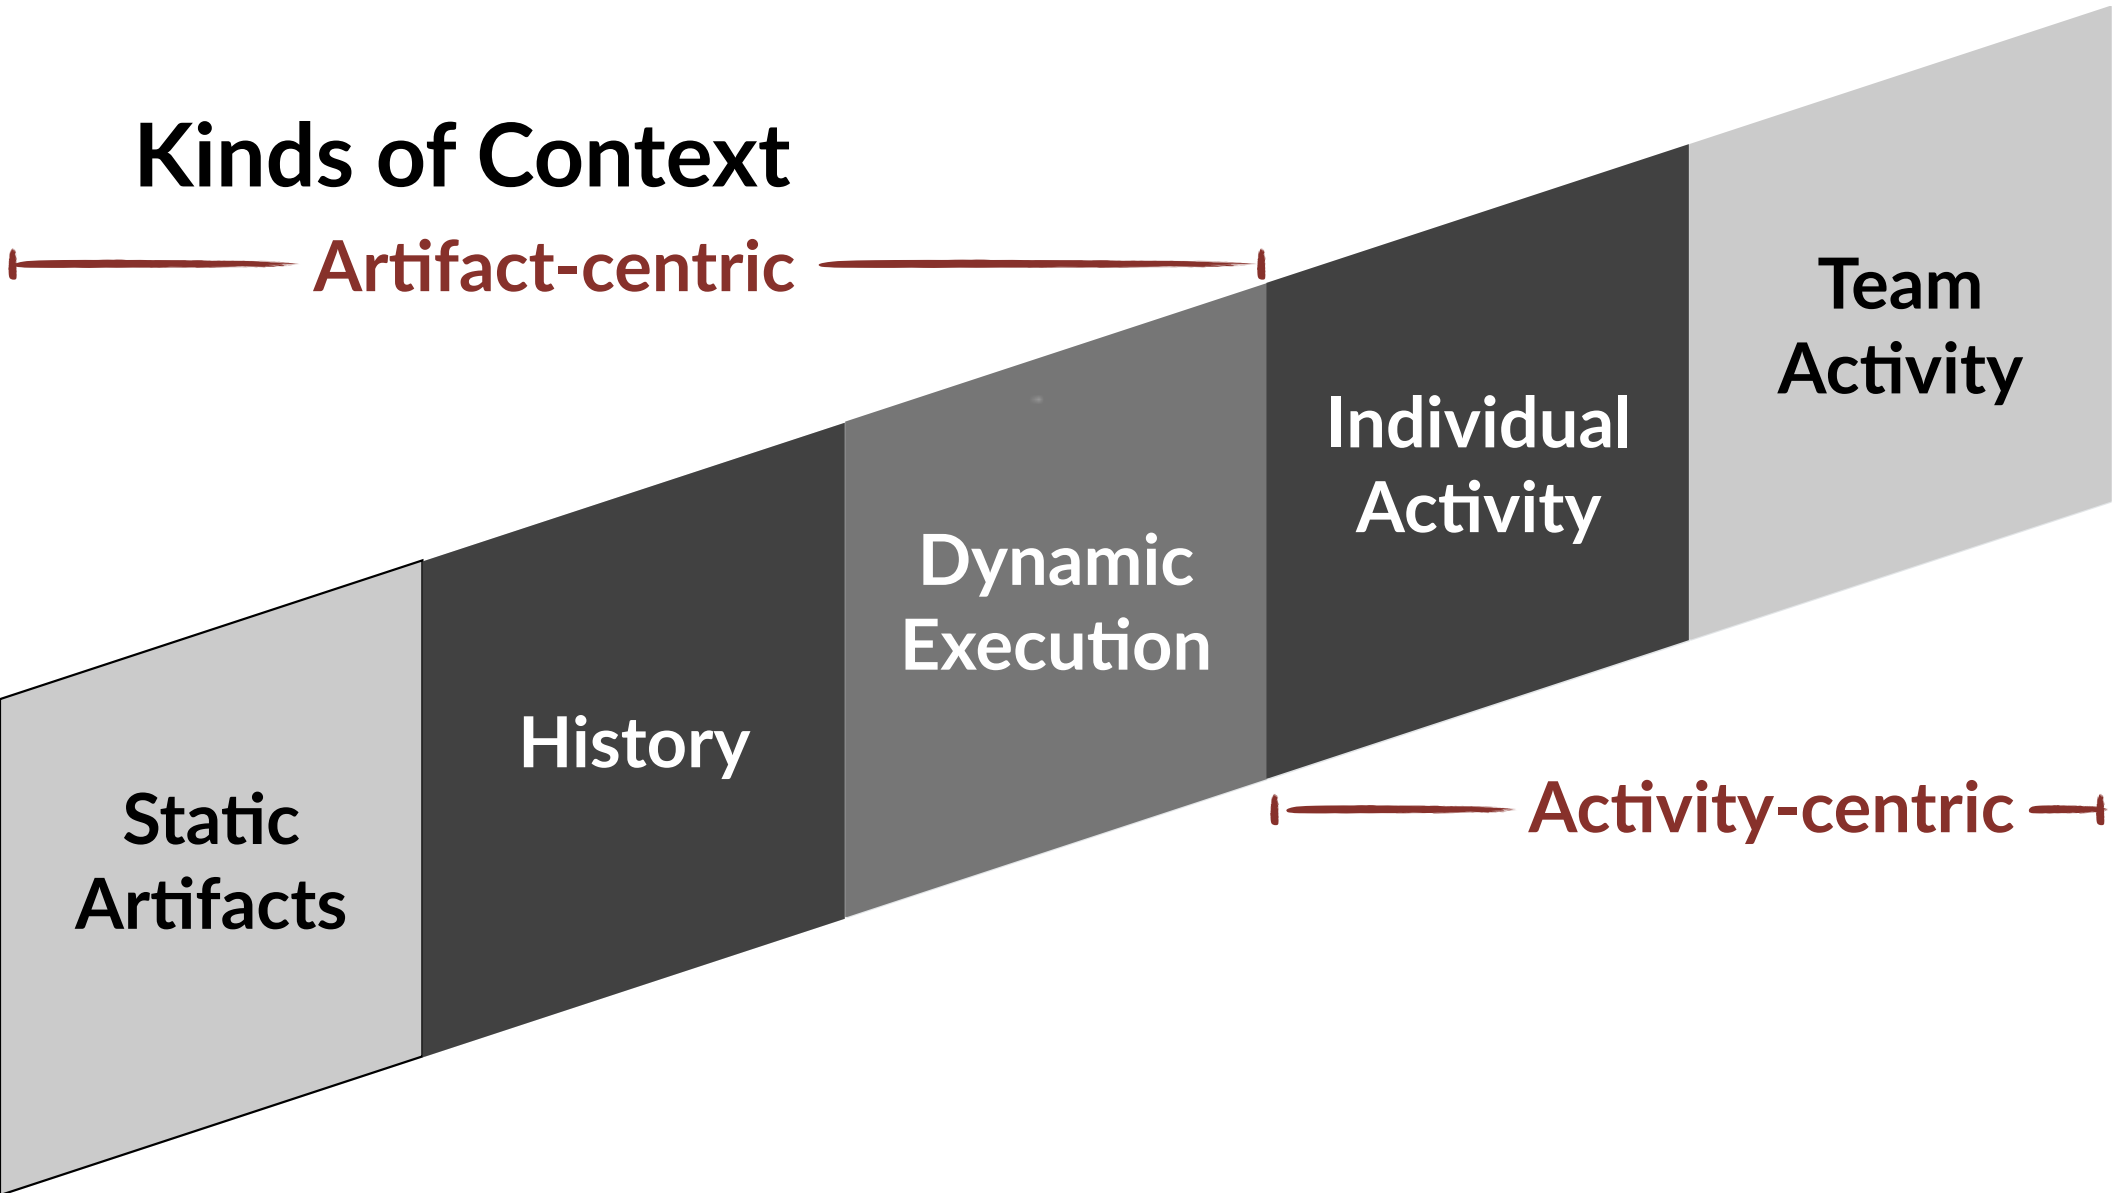 Kinds of Context
Artifact-centric
Static
Artifacts
History
Dynamic
Execution
Individual
Activity
Team
Activity
Activity-centric